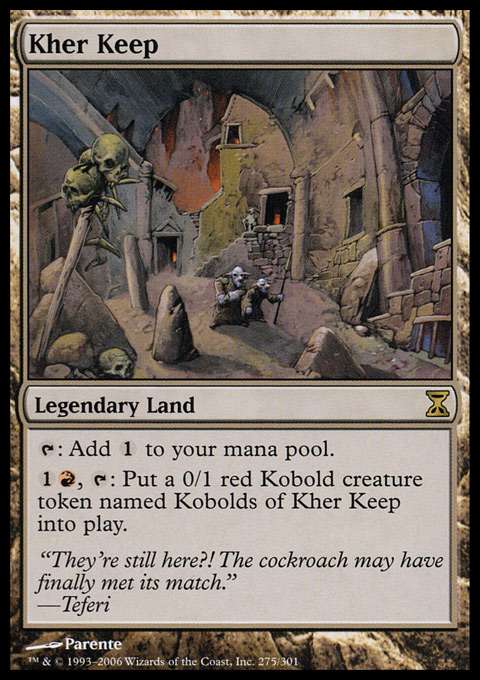 Kher Keep
Legendary Land
: Add 1 to your mana pool.
1 , : Put a 0/1 red Kobold creature
token named Kobolds of Kher Keep
into play.
“They’re still here?! The cockroach may have
finally met its match.”
—Teferi
Parente
™ & © 1993–2006 Wizards of the Coast, Inc. 275/301